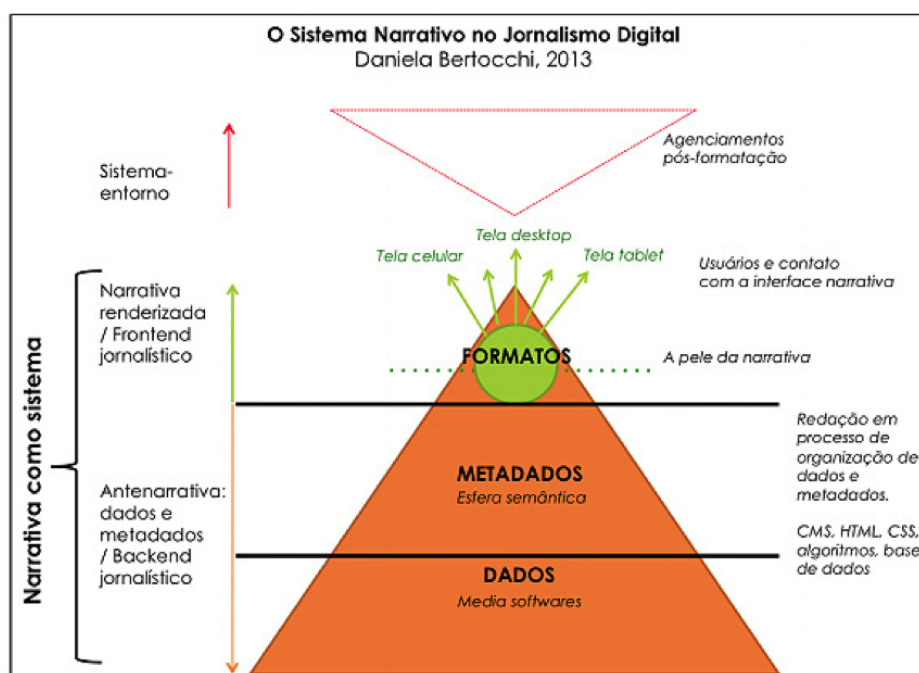 O Sistema Narrativo no Jornalismo Digital
Daniela Bertocchi, 2013
Agenciamentos
pós-formatação
Sistema-
entorno
Tela desktop
Tela celular
Tela tablet
Usuários e contato
com a interface narrativa
Narrativa como sistema
Narrativa
renderizada
/ Frontend
jornalístico
FORMATOS
A pele da narrativa
Redação em
processo de
organização de
dados e
metadados.
METADADOS
Esfera semântica
Antenarrativa:
dados e
metadados
/ Backend
jornalístico
CMS, HTML, CSS,
algoritmos, base
de dados
DADOS
Media softwares